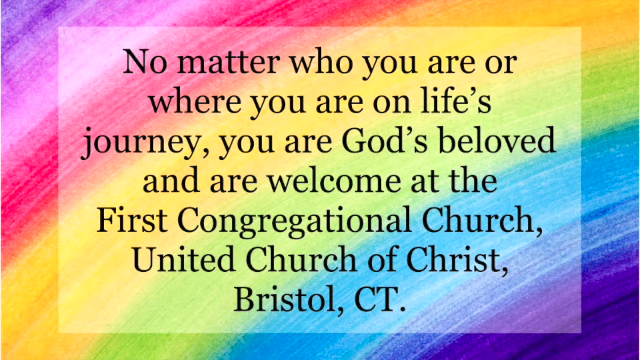 No matter who you are or
where you are on life’s
journey, you are God’s beloved
and are welcome at the
First Congregational Church,
United Church of Christ,
Bristol, CT.